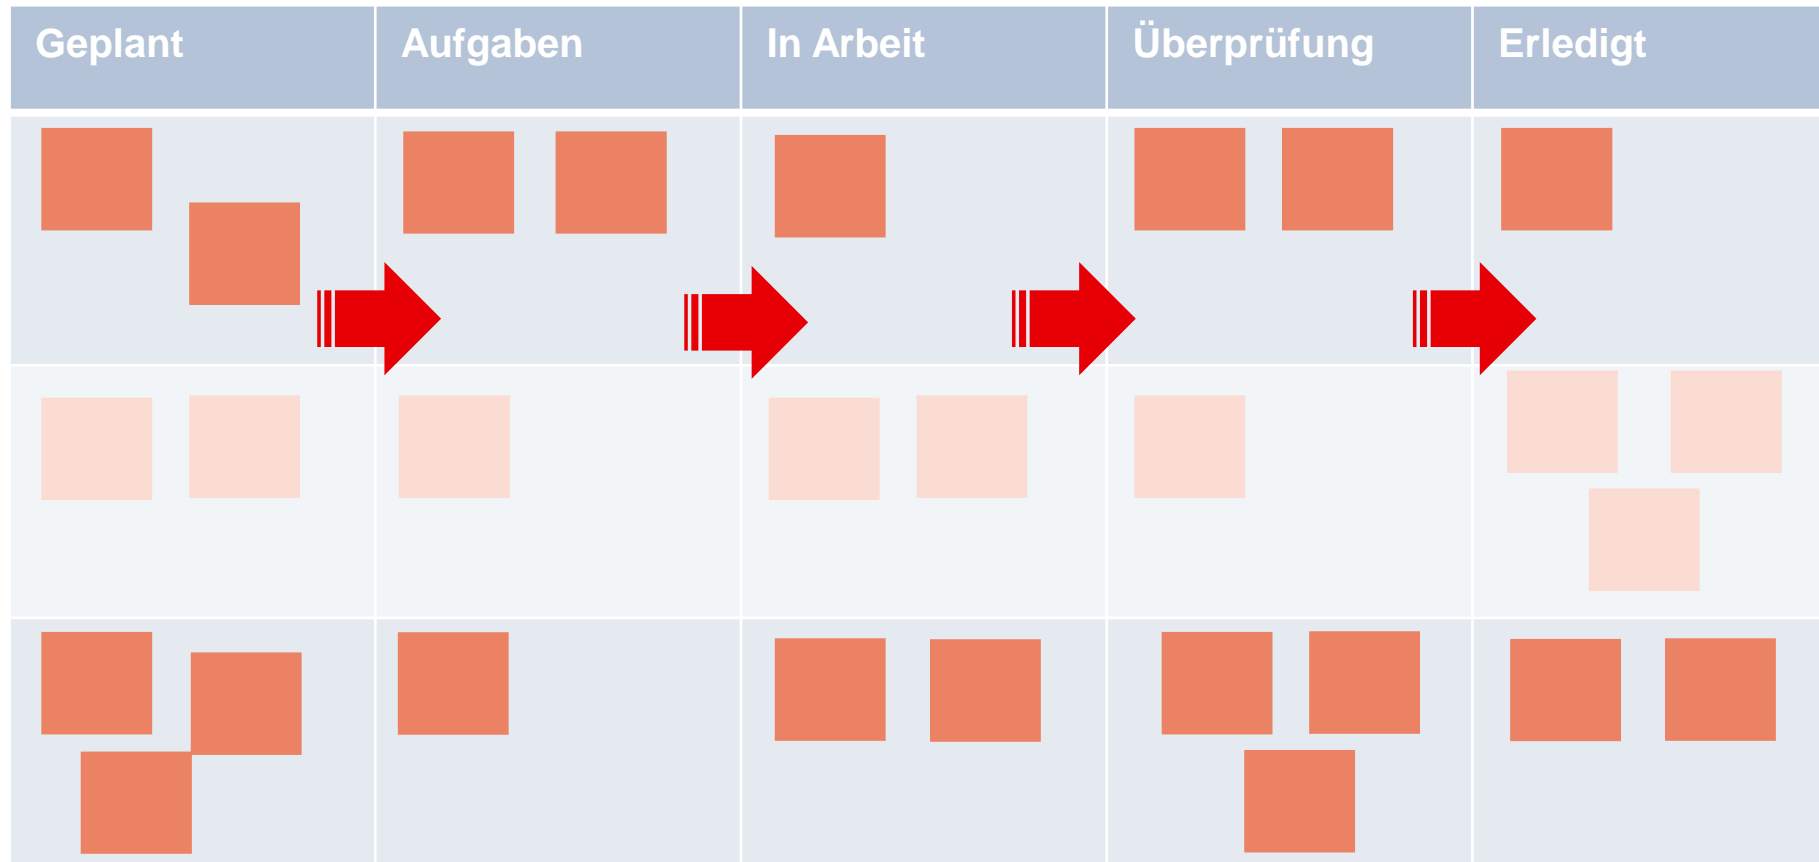 Geplant
Aufgaben
In Arbeit
Überprüfung
Erledigt